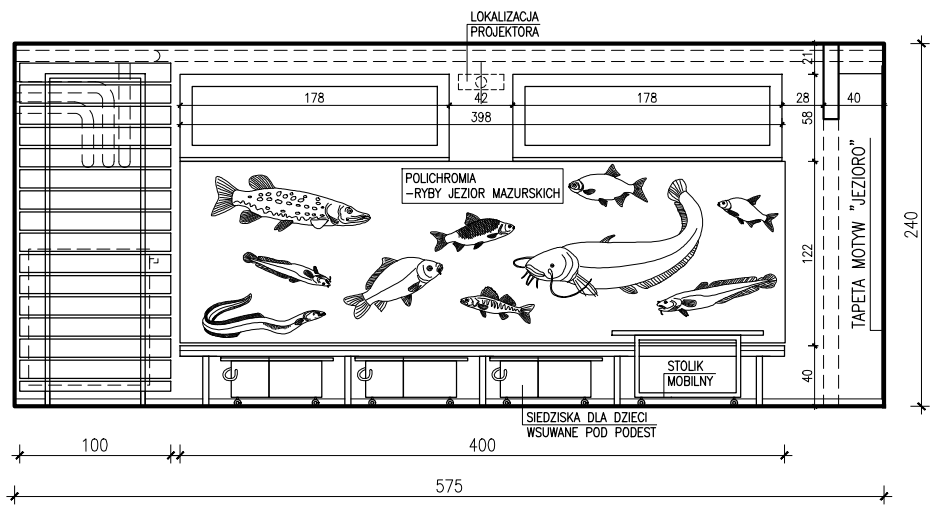 LOKALIZACJA
PROJEKTORA
21
178
42
178
28
40
398
58
POLICHROMIA
-RYBY JEZIOR MAZURSKICH
TAPETA MOTYW "JEZIORO"
240
122
STOLIK
MOBILNY
40
SIEDZISKA DLA DZIECI
WSUWANE POD PODEST
100
400
575